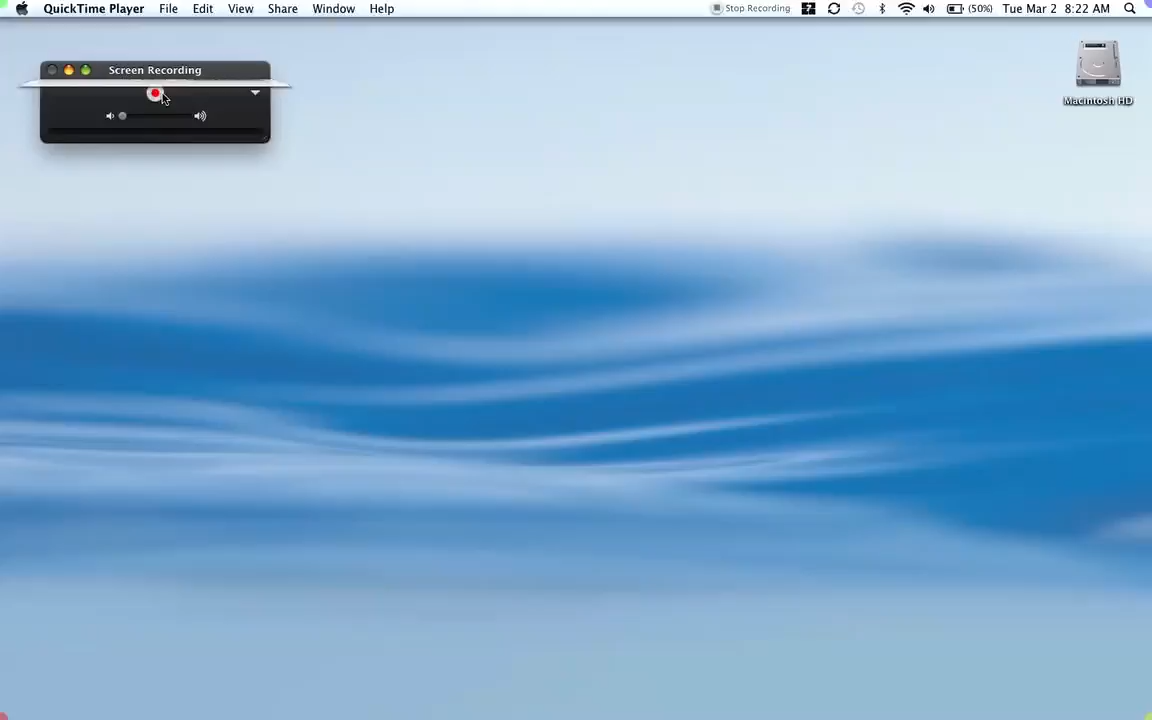 QuickTime Player File Edit View Share Window Help Stop Recording (50%) Tue Mar 2 8:22 AM
Screen Recording
Macintosh HD